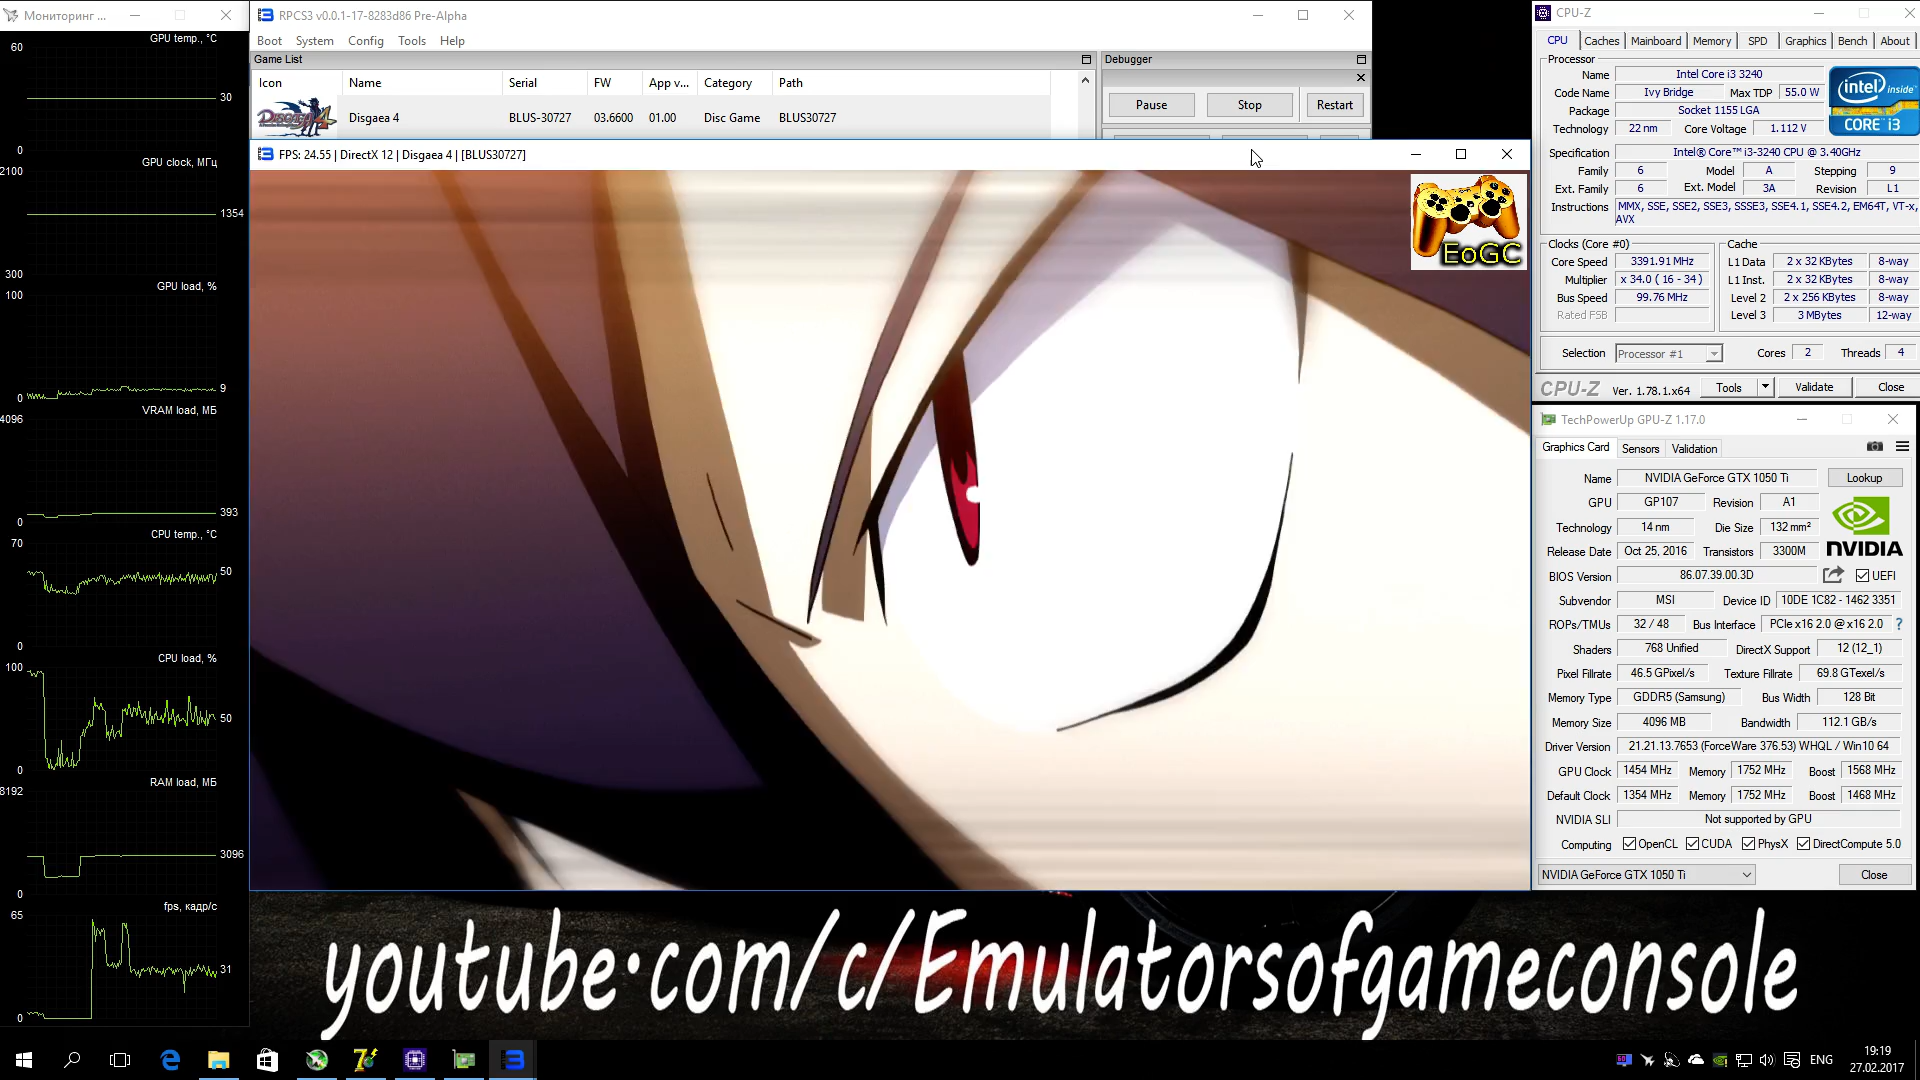 Мониторинг ...
GPU temp., °C
60
30
0
GPU clock, МГц
2100
1354
300
GPU load, %
100
9
0
VRAM load, МБ
4096
393
0
CPU temp., °C
70
50
0
CPU load, %
100
50
0
RAM load, МБ
8192
3096
0
fps, кадр/с
65
31
0
RPCS3 v0.0.1-17-8283d86 Pre-Alpha
Boot System Config Tools Help
Game List
Icon Name Serial FW App v... Category Path
DISGAEA 4 Disgaea 4 BLUS-30727 03.6600 01.00 Disc Game BLUS30727
Debugger
Pause Stop Restart
FPS: 24.55 | DirectX 12 | Disgaea 4 | [BLUS30727]
EoGC
CPU-Z
CPU Caches Mainboard Memory SPD Graphics Bench About
Processor
Name Intel Core i3 3240
Code Name Ivy Bridge Max TDP 55.0 W
Package Socket 1155 LGA
Technology 22 nm Core Voltage 1.112 V
intel inside™
CORE i3
Specification Intel® Core™ i3-3240 CPU @ 3.40GHz
Family 6 Model A Stepping 9
Ext. Family 6 Ext. Model 3A Revision L1
Instructions MMX, SSE, SSE2, SSE3, SSSE3, SSE4.1, SSE4.2, EM64T, VT-x,
AVX
Clocks (Core #0)
Core Speed 3391.91 MHz
Multiplier x 34.0 ( 16 - 34 )
Bus Speed 99.76 MHz
Rated FSB
Cache
L1 Data 2 x 32 KBytes 8-way
L1 Inst. 2 x 32 KBytes 8-way
Level 2 2 x 256 KBytes 8-way
Level 3 3 MBytes 12-way
Selection Processor #1 Cores 2 Threads 4
CPU-Z Ver. 1.78.1.x64 Tools Validate Close
TechPowerUp GPU-Z 1.17.0
Graphics Card Sensors Validation
Name NVIDIA GeForce GTX 1050 Ti Lookup
GPU GP107 Revision A1
Technology 14 nm Die Size 132 mm²
Release Date Oct 25, 2016 Transistors 3300M
NVIDIA
BIOS Version 86.07.39.00.3D UEFI
Subvendor MSI Device ID 10DE 1C82 - 1462 3351
ROPs/TMUs 32 / 48 Bus Interface PCIe x16 2.0 @ x16 2.0 ?
Shaders 768 Unified DirectX Support 12 (12_1)
Pixel Fillrate 46.5 GPixel/s Texture Fillrate 69.8 GTexel/s
Memory Type GDDR5 (Samsung) Bus Width 128 Bit
Memory Size 4096 MB Bandwidth 112.1 GB/s
Driver Version 21.21.13.7653 (ForceWare 376.53) WHQL / Win10 64
GPU Clock 1454 MHz Memory 1752 MHz Boost 1568 MHz
Default Clock 1354 MHz Memory 1752 MHz Boost 1468 MHz
NVIDIA SLI Not supported by GPU
Computing OpenCL CUDA PhysX DirectCompute 5.0
NVIDIA GeForce GTX 1050 Ti Close
youtube.com/c/Emulatorsofgameconsole
ENG
19:19
27.02.2017